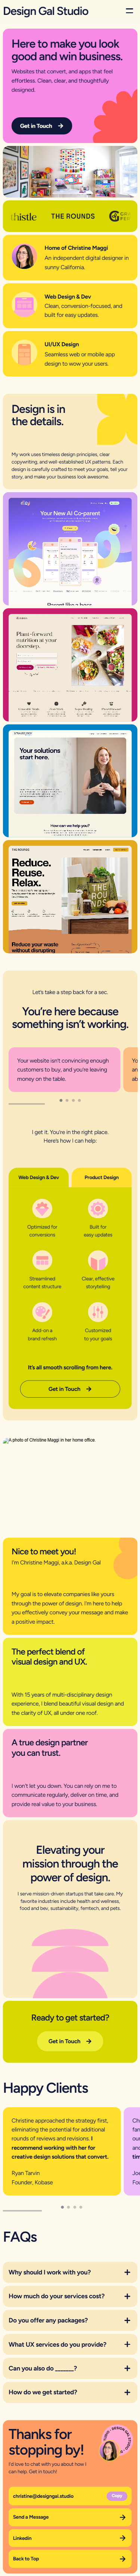 Design Gal Studio
Here to make you look
good and win business.
Websites that convert, and apps that feel
effortless. Clean, clear, and thoughtfully
designed.
Get in Touch →
thistle
THE ROUNDS
Home of Christine Maggi
An independent digital designer in
sunny California.
Web Design & Dev
Clean, conversion-focused, and
built for easy updates.
UI/UX Design
Seamless web or mobile app
design to wow your users.
Design is in
the details.
My work uses timeless design principles, clear
copywriting, and well-established UI patterns. Each
design is carefully crafted to meet your goals, tell your
story, and make your business look awesome.
Your New AI Co-parent
Plant-forward
nutrition at your
doorstep.
Your solutions
start here.
How can we help you?
THE ROUNDS
Reduce.
Reuse.
Relax.
Reorder your waste
without disrupting
Let's take a step back for a sec.
You're here because
something isn't working.
Your website isn't convincing enough
customers to buy, and you're leaving
money on the table.
I get it. You're in the right place.
Here's how I can help:
Web Design & Dev
Product Design
Optimized for
conversions
Built for
easy updates
Streamlined
content structure
Clear, effective
storytelling
Add-on a
brand refresh
Customized
to your goals
It's all smooth scrolling from here.
Get in Touch →
A photo of Christine Maggi in her home office.
Nice to meet you!
I'm Christine Maggi, a.k.a. Design Gal
My goal is to elevate companies like yours
through the power of design. I'm here to help
you effectively convey your message and make
a positive impact.
The perfect blend of
visual design and UX.
With 15 years of multi-disciplinary design
experience, I blend beautiful visual design and
the clarity of UX, all under one roof.
A true design partner
you can trust.
I won't let you down. You can rely on me to
communicate regularly, deliver on time, and
provide real value to your business.
Elevating your
mission through the
power of design.
I serve mission-driven startups that take care. My
favorite industries include health and wellness,
food and bev, sustainability, femtech, and pets.
Ready to get started?
Get in Touch →
Happy Clients
Christine approached the strategy first,
eliminating the potential for additional
rounds of reviews and revisions. I
recommend working with her for
creative design solutions that convert.
Ryan Tarvin
Founder, Kobase
FAQs
Why should I work with you? +
How much do your services cost? +
Do you offer any packages? +
What UX services do you provide? +
Can you also do ______? +
How do we get started? +
Thanks for
stopping by!
I'd love to chat with you about how I
can help. Get in touch!
christine@designgal.studio
Copy
Send a Message →
Linkedin →
Back to Top →